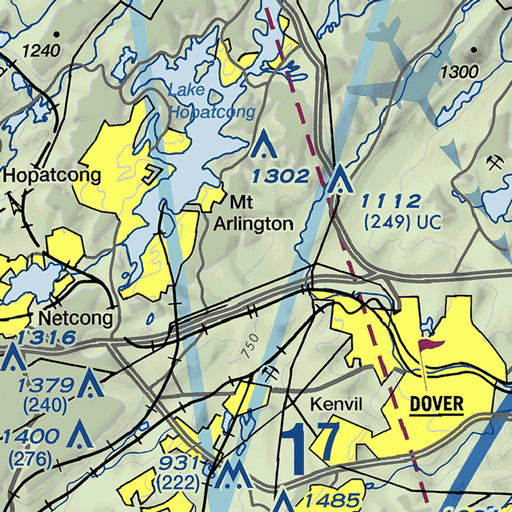 1240
1300
Lake
Hopatcong
1302
Hopatcong
Mt
Arlington
1112
(249) UC
Netcong
1316
750
1379
(240)
Kenvil
DOVER
1400
(276)
17
931
(222)
1485